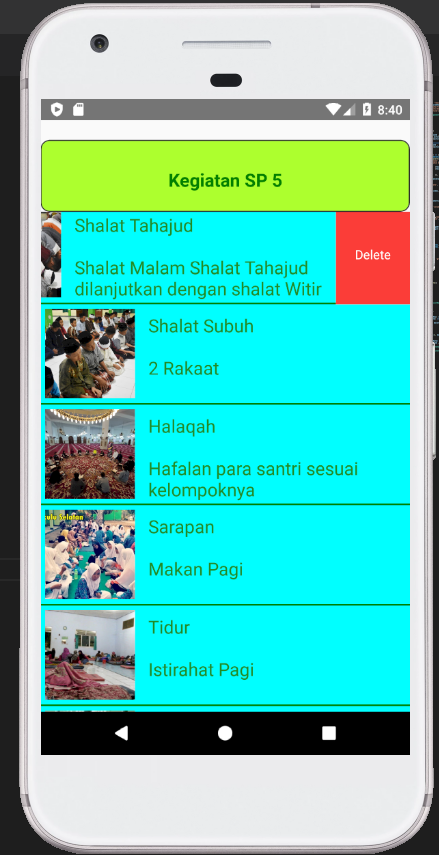 8:40
Kegiatan SP 5
Shalat Tahajud
Shalat Malam Shalat Tahajud
dilanjutkan dengan shalat Witir
Delete
Shalat Subuh
2 Rakaat
Halaqah
Hafalan para santri sesuai
kelompoknya
Sarapan
Makan Pagi
Tidur
Istirahat Pagi